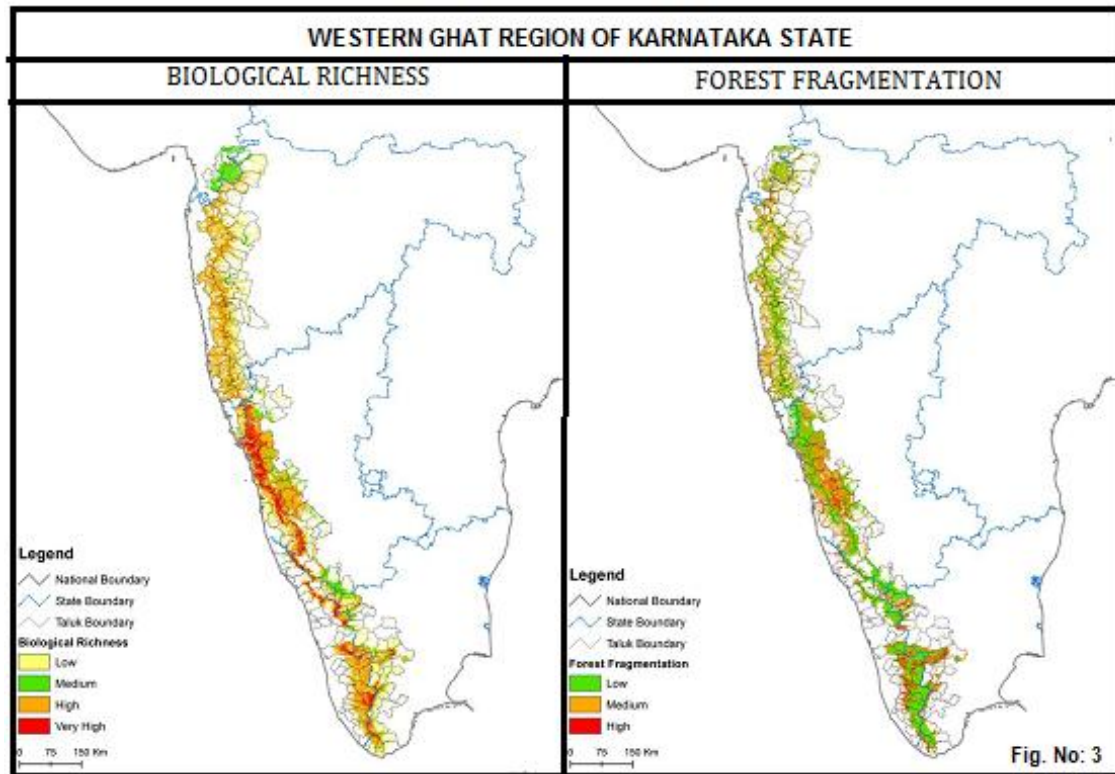 WESTERN GHAT REGION OF KARNATAKA STATE
BIOLOGICAL RICHNESS
FOREST FRAGMENTATION
Legend
National Boundary
State Boundary
Taluk Boundary
Biological Richness
Low
Medium
High
Very High
0 75 150 Km
Legend
National Boundary
State Boundary
Taluk Boundary
Forest Fragmentation
Low
Medium
High
0 75 150 Km
Fig. No: 3